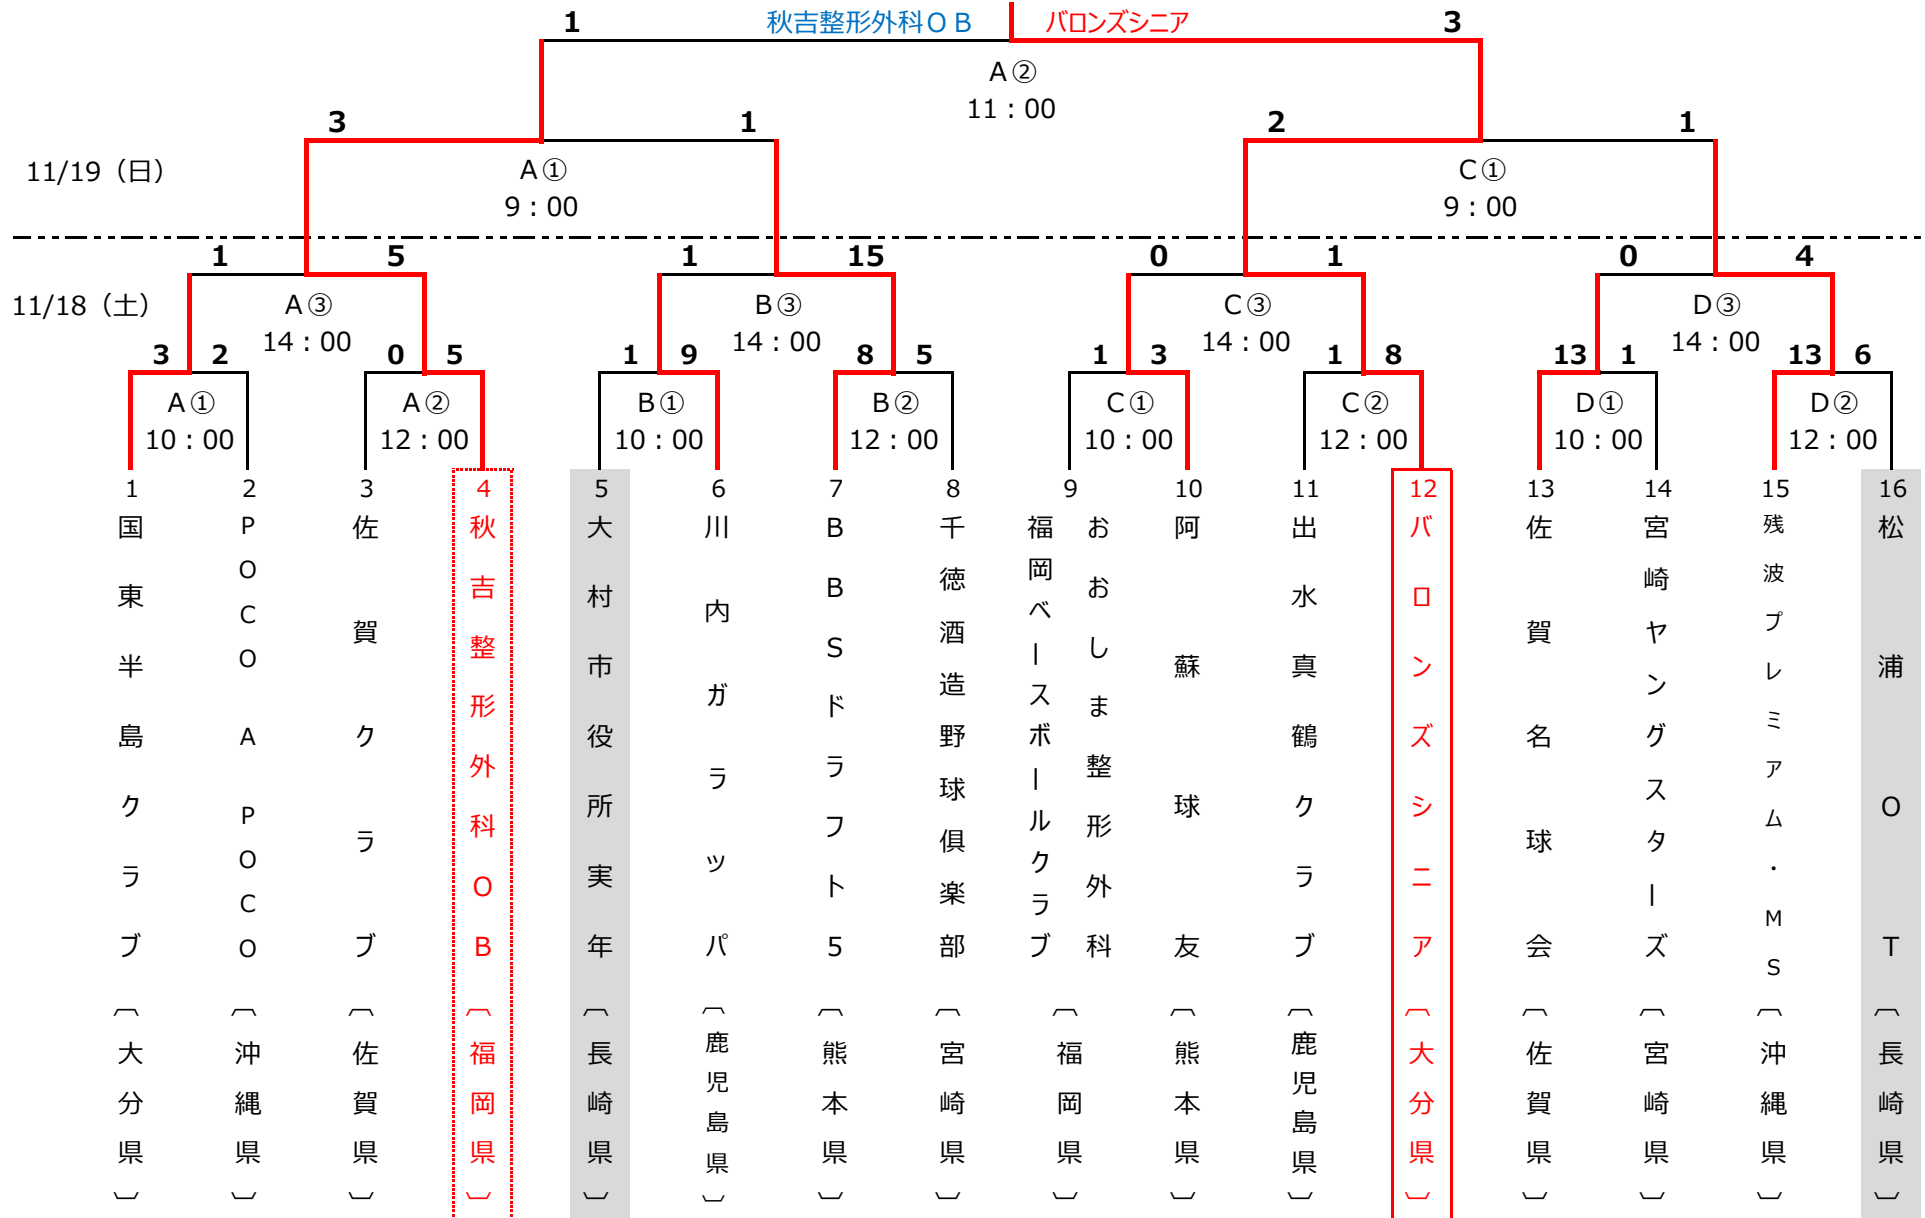 1 秋吉整形外科OB バロンズシニア 3
A②
11：00
3 1 2 1
11/19（日） A① C①
9：00 9：00
1 5 1 15 0 1 0 4
11/18（土） A③ B③ C③ D③
14：00 14：00 14：00 14：00
3 2 0 5 1 9 8 5 1 3 1 8 13 1 13 6
A① A② B① B② C① C② D① D②
10：00 12：00 10：00 12：00 10：00 12：00 10：00 12：00
1 2 3 4 5 6 7 8 9 10 11 12 13 14 15 16
国東半島クラブ〔大分県〕
POCO A POCO〔沖縄県〕
佐賀クラブ〔佐賀県〕
秋吉整形外科OB〔福岡県〕
大村市役所実年〔長崎県〕
川内ガラッパ〔鹿児島県〕
BBSドラフト5〔熊本県〕
千徳酒造野球倶楽部〔宮崎県〕
おおしま整形外科
福岡ベースボールクラブ
〔福岡県〕
阿蘇球友〔熊本県〕
出水真鶴クラブ〔鹿児島県〕
バロンズシニア〔大分県〕
佐賀名球会〔佐賀県〕
宮崎ヤングスターズ〔宮崎県〕
残波プレミアム・MS〔沖縄県〕
松浦OT〔長崎県〕